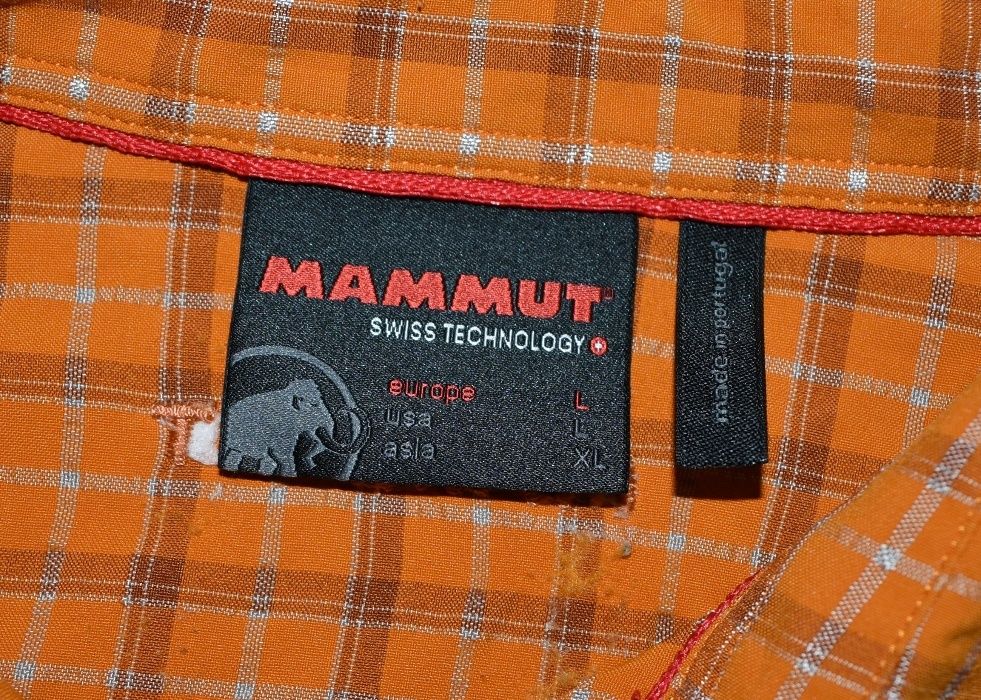 MAMMUT
SWISS TECHNOLOGY
europe L
usa L
asia XL
made in portugal